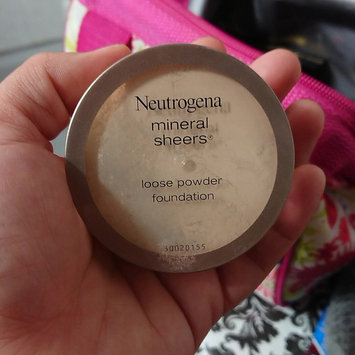 Neutrogena
mineral
sheers®
loose powder
foundation
30020155